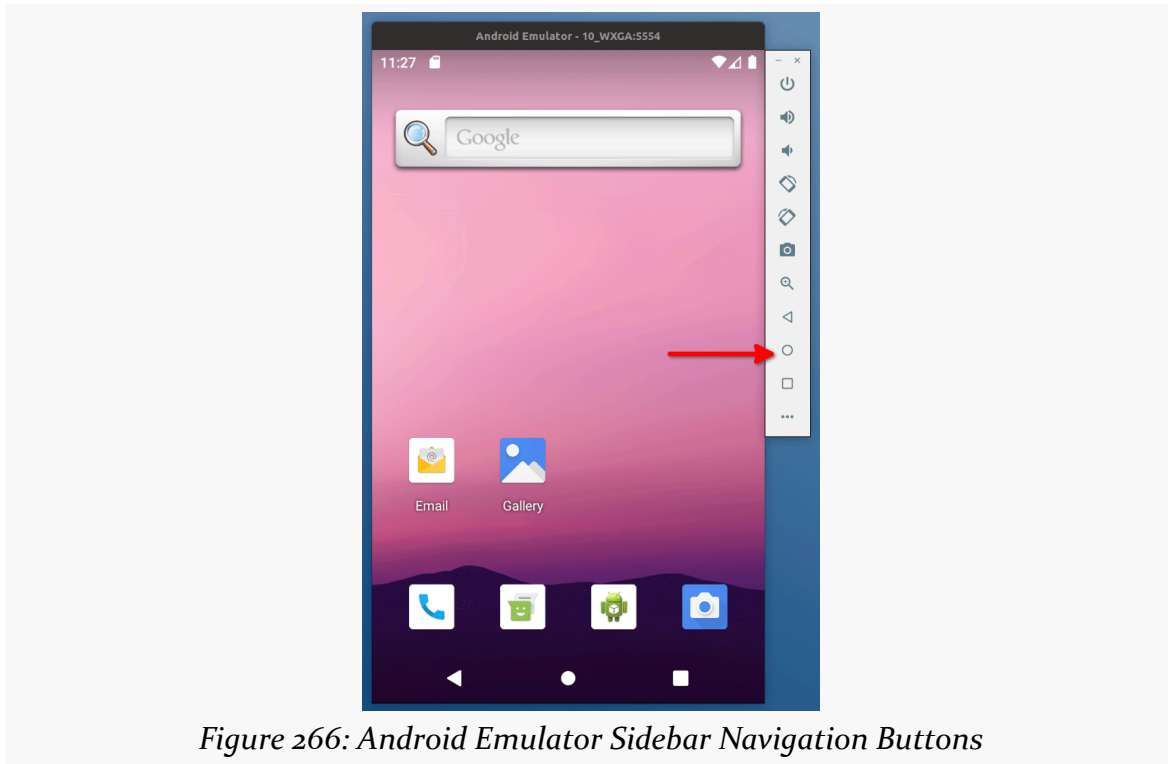 Android Emulator - 10_WXGA:5554
11:27
Google
Email Gallery
Figure 266: Android Emulator Sidebar Navigation Buttons